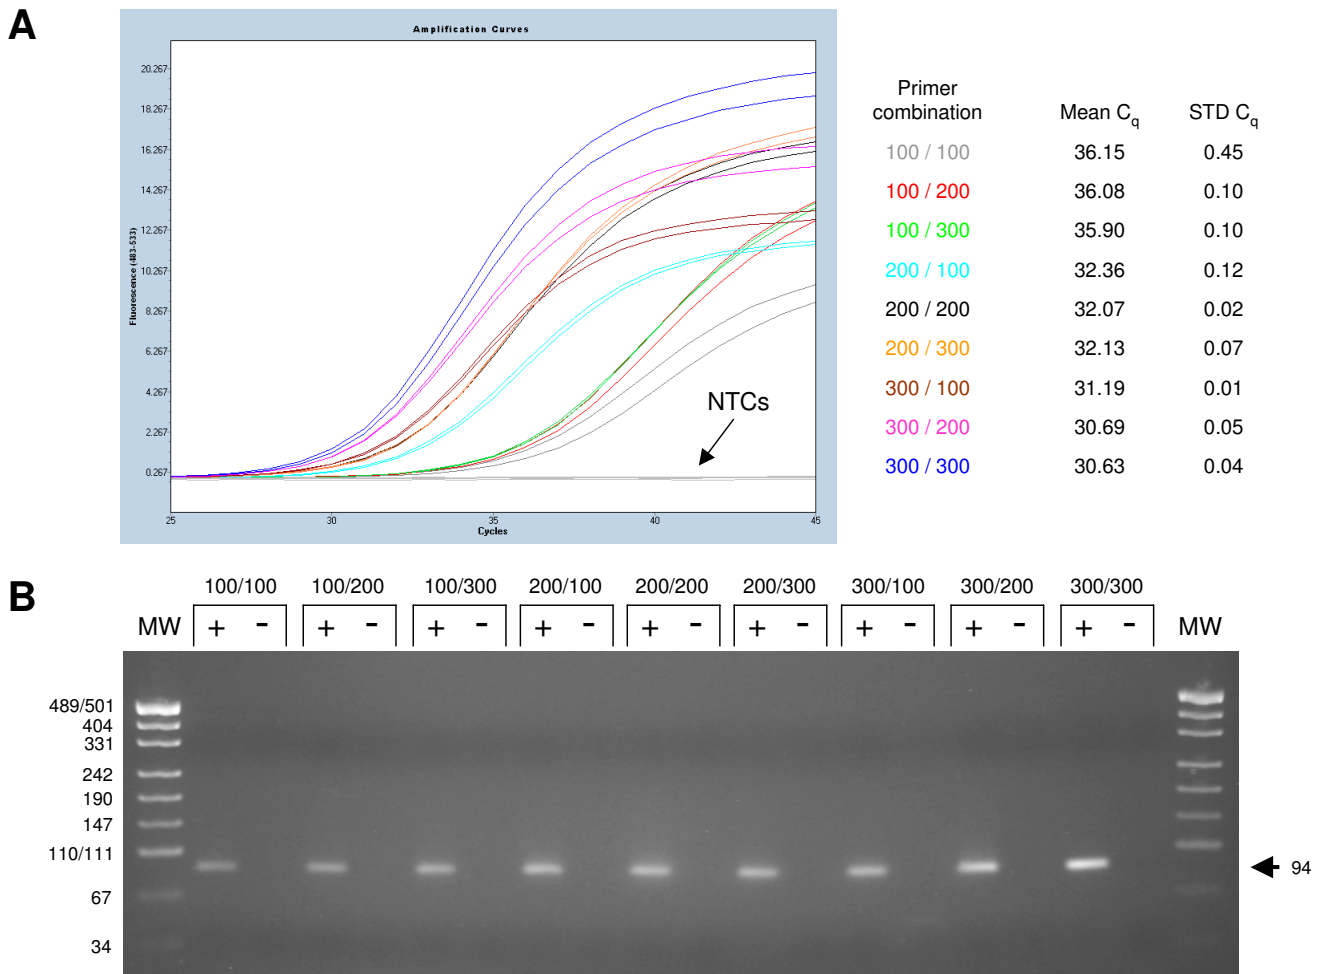 A
Amplification Curves
Fluorescence (483-533)
20.267
18.267
16.267
14.267
12.267
10.267
8.267
6.267
4.267
2.267
0.267
NTCs
25 30 35 40 45
Cycles
Primer combination Mean Cq STD Cq
100 / 100 36.15 0.45
100 / 200 36.08 0.10
100 / 300 35.90 0.10
200 / 100 32.36 0.12
200 / 200 32.07 0.02
200 / 300 32.13 0.07
300 / 100 31.19 0.01
300 / 200 30.69 0.05
300 / 300 30.63 0.04
B
100/100 100/200 100/300 200/100 200/200 200/300 300/100 300/200 300/300
MW + - + - + - + - + - + - + - + - + - MW
489/501
404
331
242
190
147
110/111
94
67
34